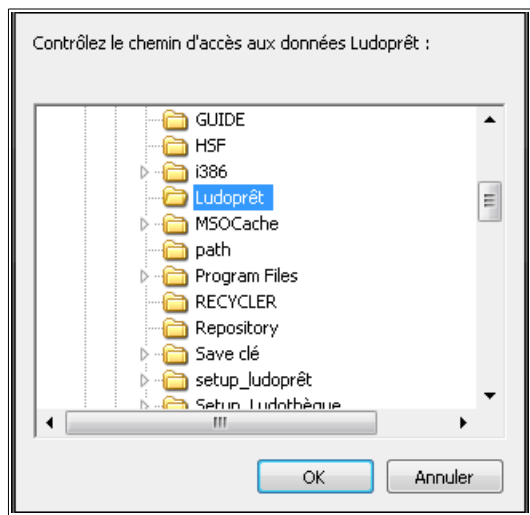 Contrôlez le chemin d'accès aux données Ludoprêt :
GUIDE
HSF
i386
Ludoprêt
MSOCache
path
Program Files
RECYCLER
Repository
Save clé
setup_ludoprêt
Setup_Ludothèque
OK
Annuler